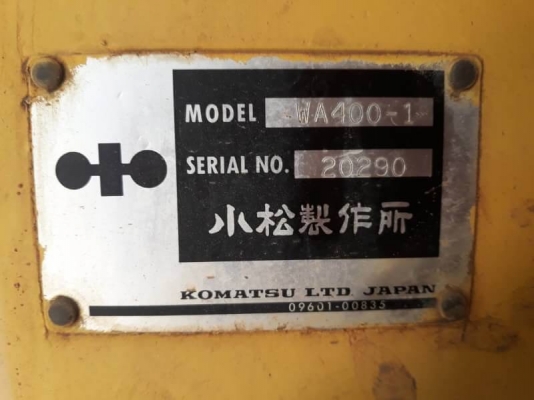 MODEL WA400-1
SERIAL NO. 20290
小松製作所
KOMATSU LTD. JAPAN
09601-00835